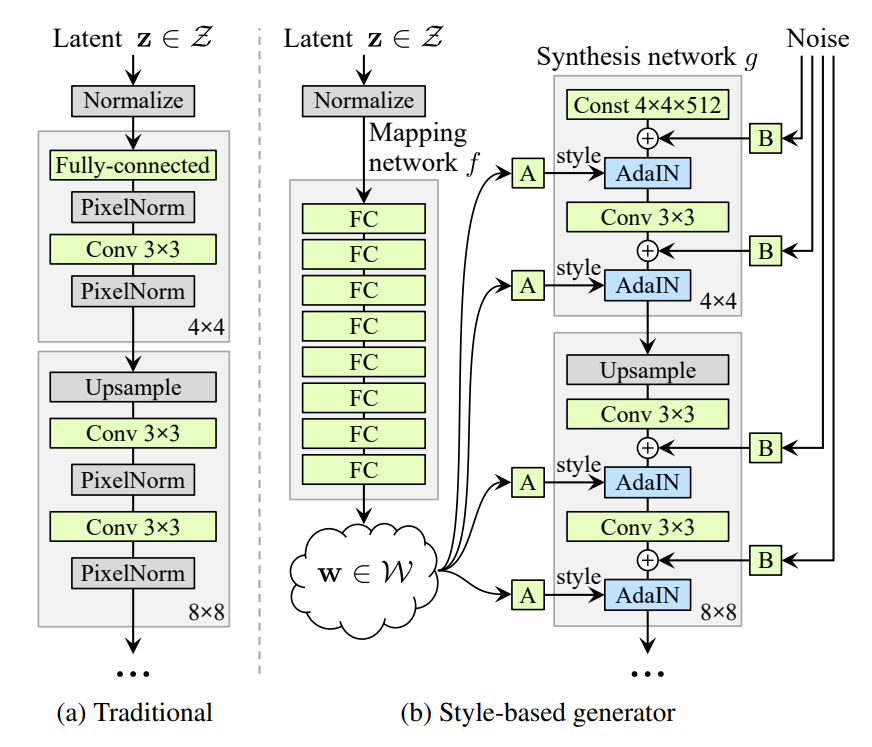 Latent z ∈ 𝒵
Normalize
Fully-connected
PixelNorm
Conv 3×3
PixelNorm
4×4
Upsample
Conv 3×3
PixelNorm
Conv 3×3
PixelNorm
8×8
...
(a) Traditional
Latent z ∈ 𝒵
Normalize
Mapping
network f
FC
FC
FC
FC
FC
FC
FC
FC
w ∈ 𝒲
Synthesis network g
Noise
Const 4×4×512
B
A
style
AdaIN
Conv 3×3
B
A
style
AdaIN
4×4
Upsample
Conv 3×3
B
A
style
AdaIN
Conv 3×3
B
A
style
AdaIN
8×8
...
(b) Style-based generator